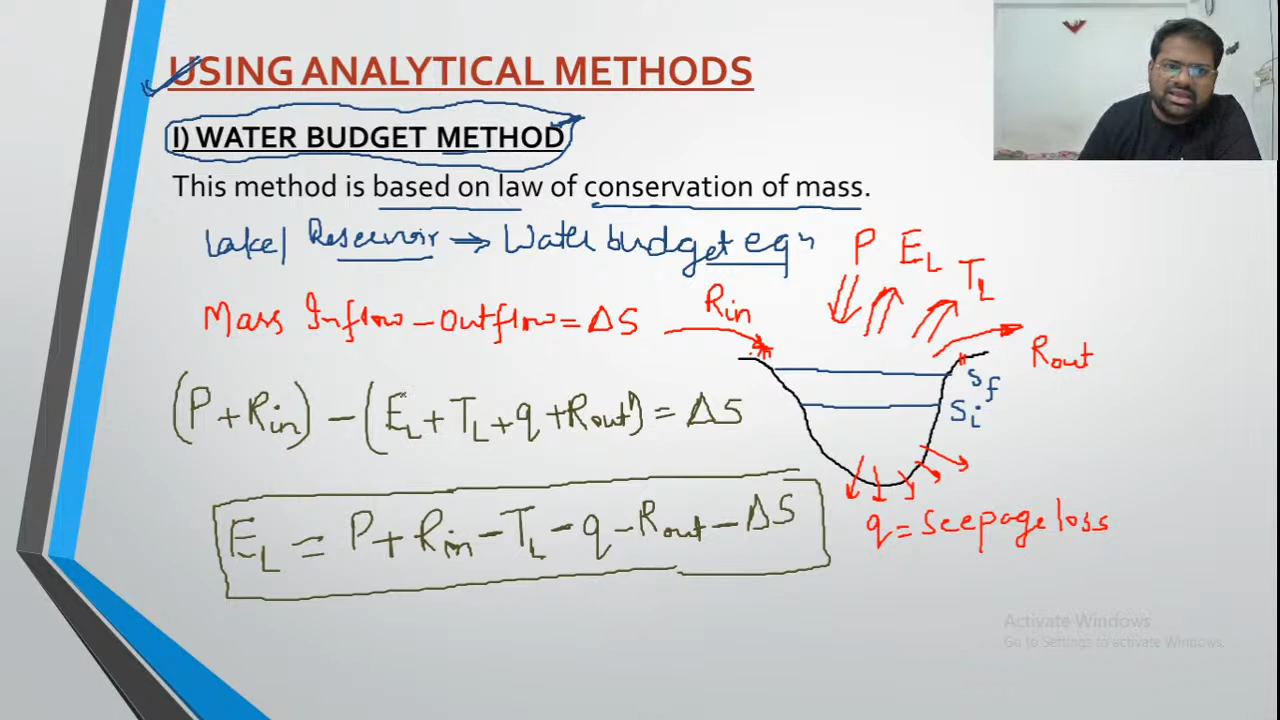 USING ANALYTICAL METHODS
I) WATER BUDGET METHOD
This method is based on law of conservation of mass.
Lake/ Reservoir → Water budget eqn
P EL TL
Mass Inflow - Outflow = ΔS
Rin
Rout
Sf
Si
(P + Rin) - (EL + TL + q + Rout) = ΔS
EL = P + Rin - TL - q - Rout - ΔS
q = Seepage loss
Activate Windows
Go to Settings to activate Windows.